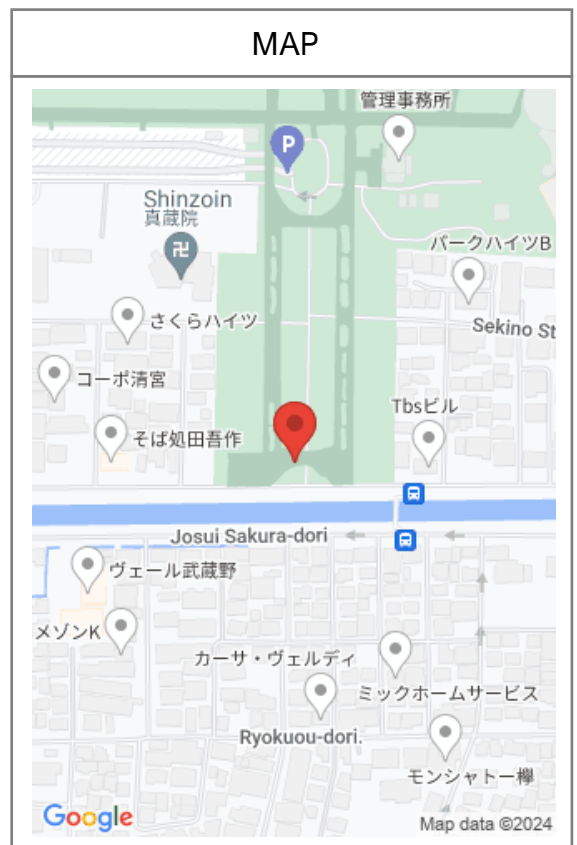 MAP
管理事務所
P
Shinzoin
真蔵院
パークハイツB
さくらハイツ
Sekino St
コーポ清宮
Tbsビル
そば処田吾作
Josui Sakura-dori
ヴェール武蔵野
メゾンK
カーサ・ヴェルディ
ミックホームサービス
Ryokuou-dori.
モンシャトー欅
Google
Map data ©2024